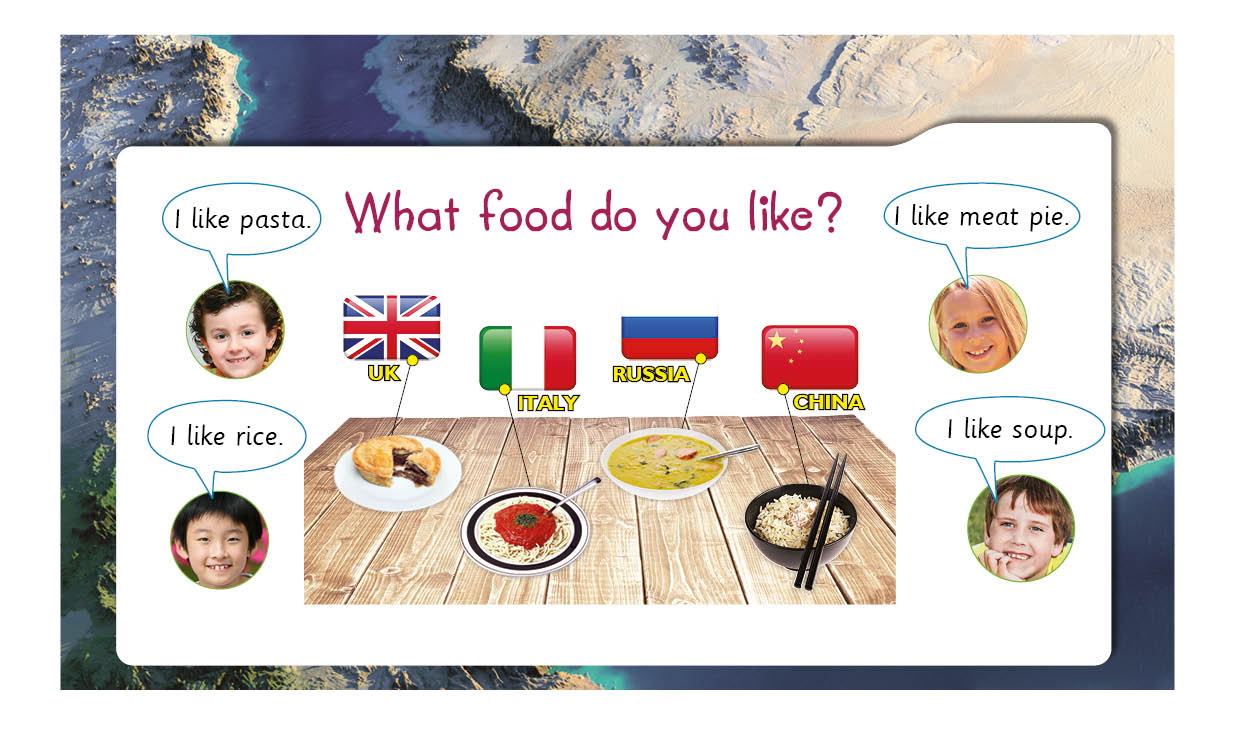 What food do you like?
I like pasta.
I like meat pie.
UK
ITALY
RUSSIA
CHINA
I like rice.
I like soup.